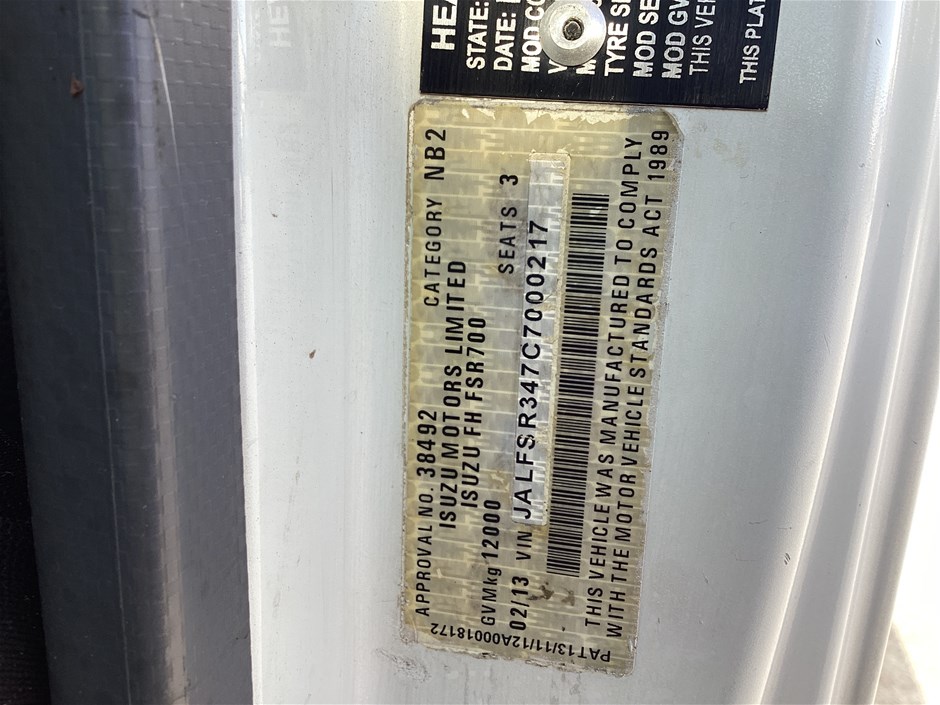 HEA
STATE:
DATE:
MOD CO
TYRE SI
MOD SE
MOD GV
THIS VER
THIS PLAT
APPROVAL NO. 38492 CATEGORY NB2
ISUZU MOTORS LIMITED
ISUZU FH FSR700
GVMkg 12000 SEATS 3
02/13 VIN JALFSR347C7000217
THIS VEHICLE WAS MANUFACTURED TO COMPLY
WITH THE MOTOR VEHICLE STANDARDS ACT 1989
PAT13/11/12A00018172